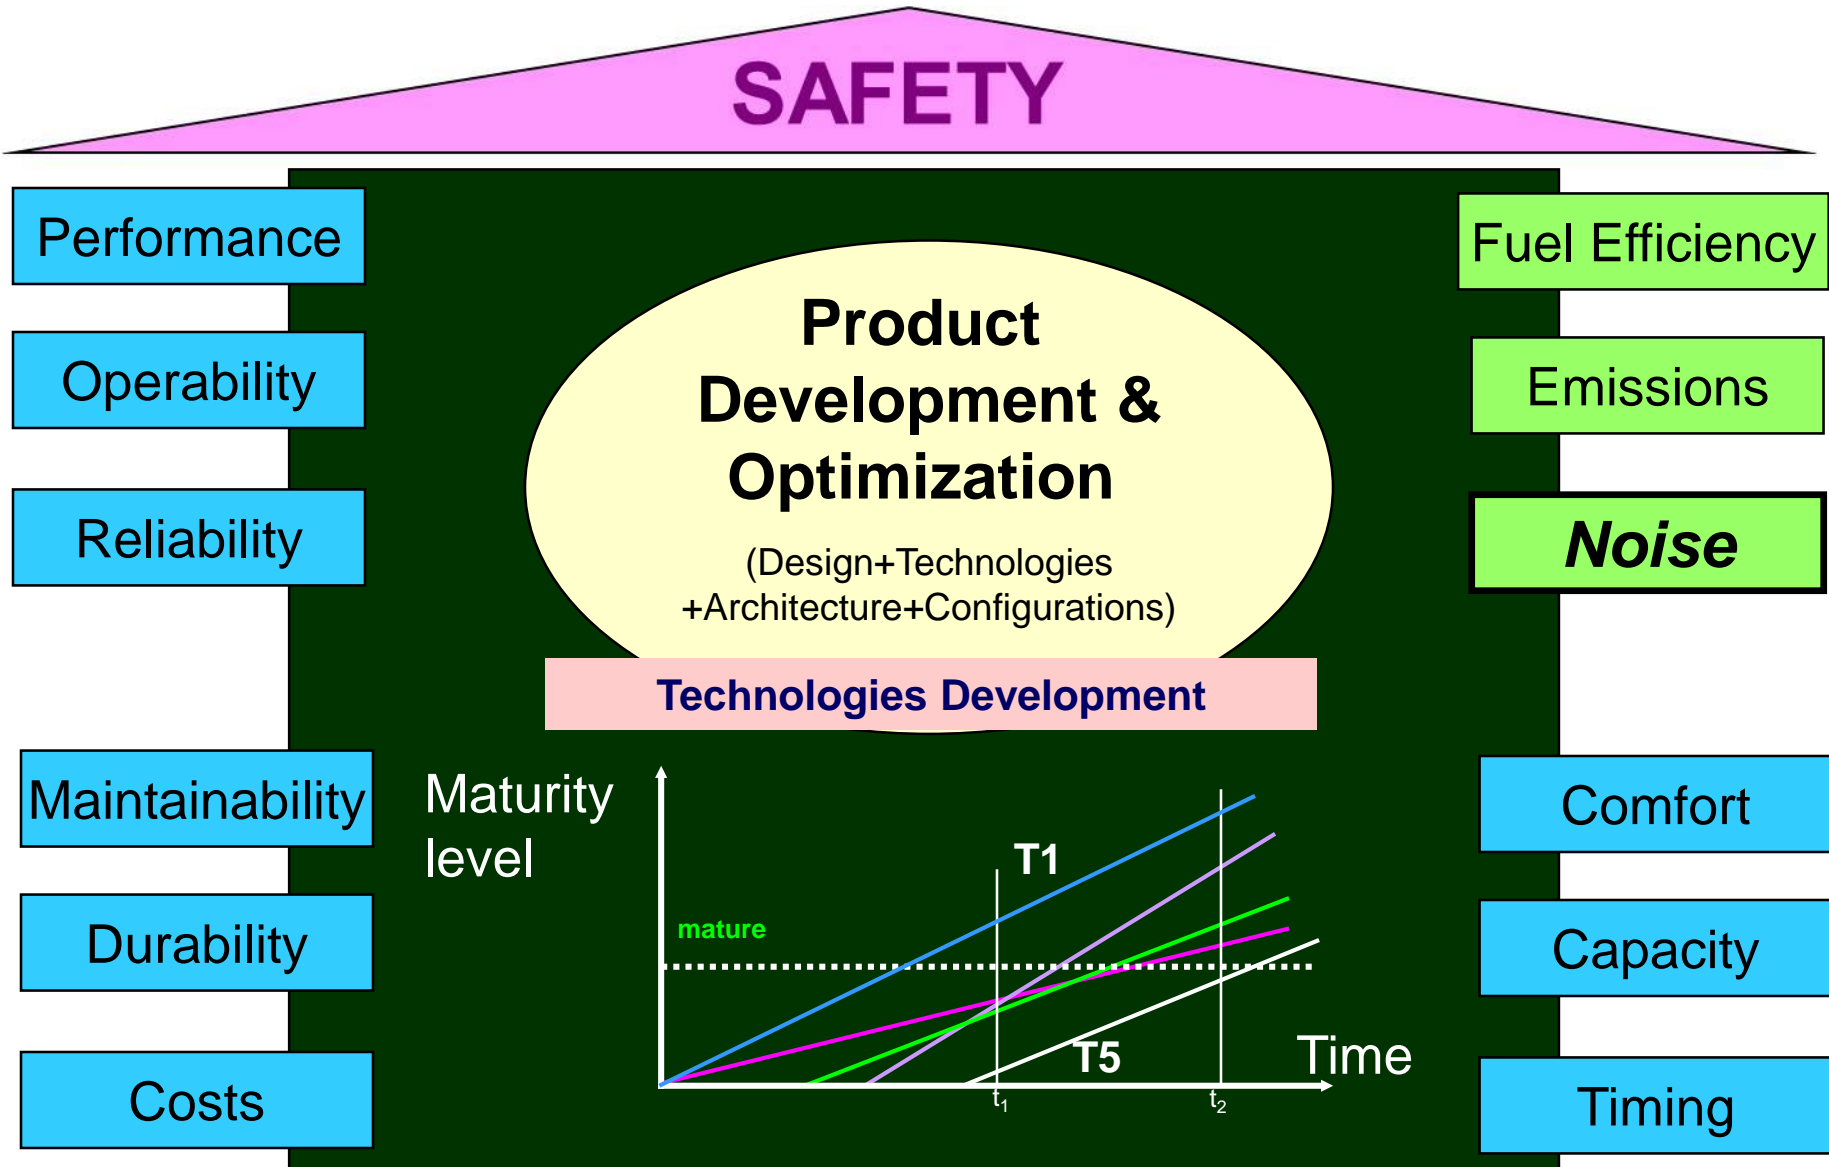 SAFETY
Performance
Operability
Reliability
Maintainability
Durability
Costs
Product
Development &
Optimization
(Design+Technologies
+Architecture+Configurations)
Technologies Development
Maturity
level
mature
T1
T5
Time
t₁
t₂
Fuel Efficiency
Emissions
Noise
Comfort
Capacity
Timing